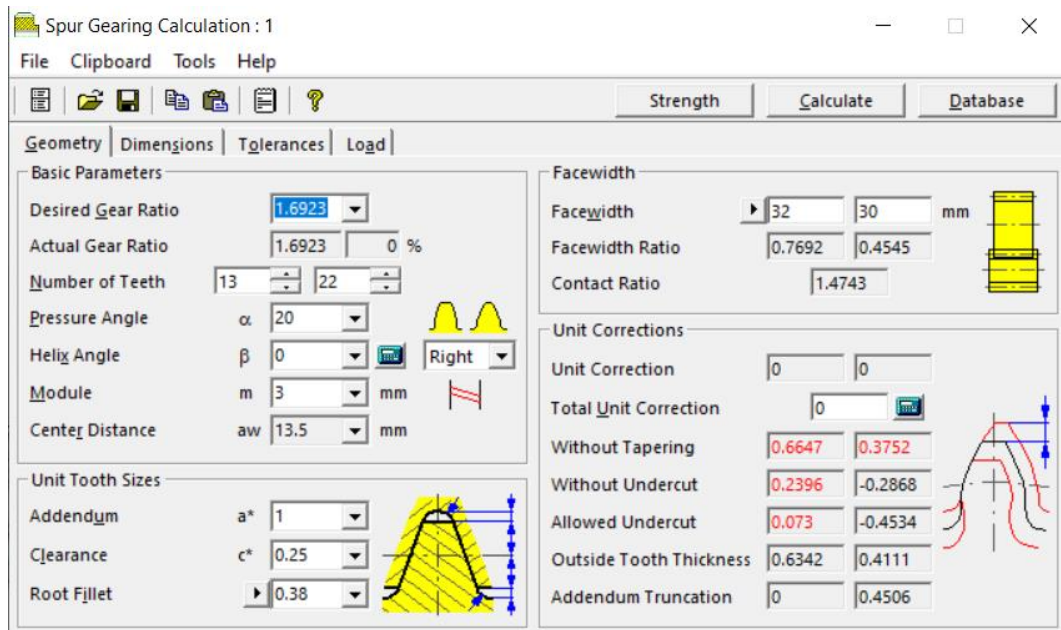 Spur Gearing Calculation : 1
File Clipboard Tools Help
Strength Calculate Database
Geometry Dimensions Tolerances Load
Basic Parameters
Desired Gear Ratio 1.6923
Actual Gear Ratio 1.6923 0 %
Number of Teeth 13 22
Pressure Angle α 20
Helix Angle β 0 Right
Module m 3 mm
Center Distance aw 13.5 mm
Unit Tooth Sizes
Addendum a* 1
Clearance c* 0.25
Root Fillet 0.38
Facewidth
Facewidth 32 30 mm
Facewidth Ratio 0.7692 0.4545
Contact Ratio 1.4743
Unit Corrections
Unit Correction 0 0
Total Unit Correction 0
Without Tapering 0.6647 0.3752
Without Undercut 0.2396 -0.2868
Allowed Undercut 0.073 -0.4534
Outside Tooth Thickness 0.6342 0.4111
Addendum Truncation 0 0.4506